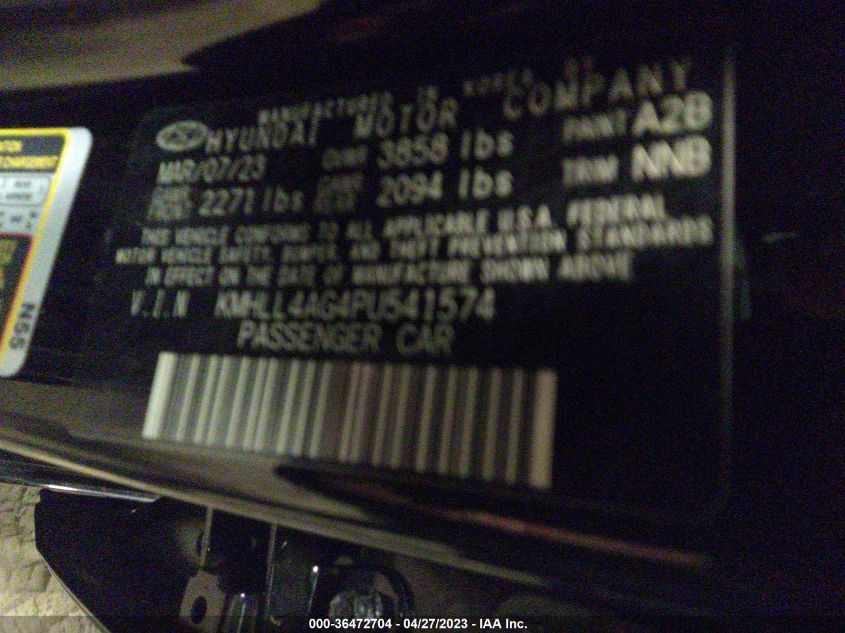 MANUFACTURED IN KOREA BY
HYUNDAI MOTOR COMPANY
MAR/07/23 GVWR 3858 lbs PAINT A2B
2271 lbs REAR 2094 lbs TRIM NNB
THIS VEHICLE CONFORMS TO ALL APPLICABLE U.S.A. FEDERAL
MOTOR VEHICLE SAFETY, BUMPER, AND THEFT PREVENTION STANDARDS
IN EFFECT ON THE DATE OF MANUFACTURE SHOWN ABOVE
V.I.N KMHLL4AG4PU541574
PASSENGER CAR
N55
000-36472704 - 04/27/2023 - IAA Inc.